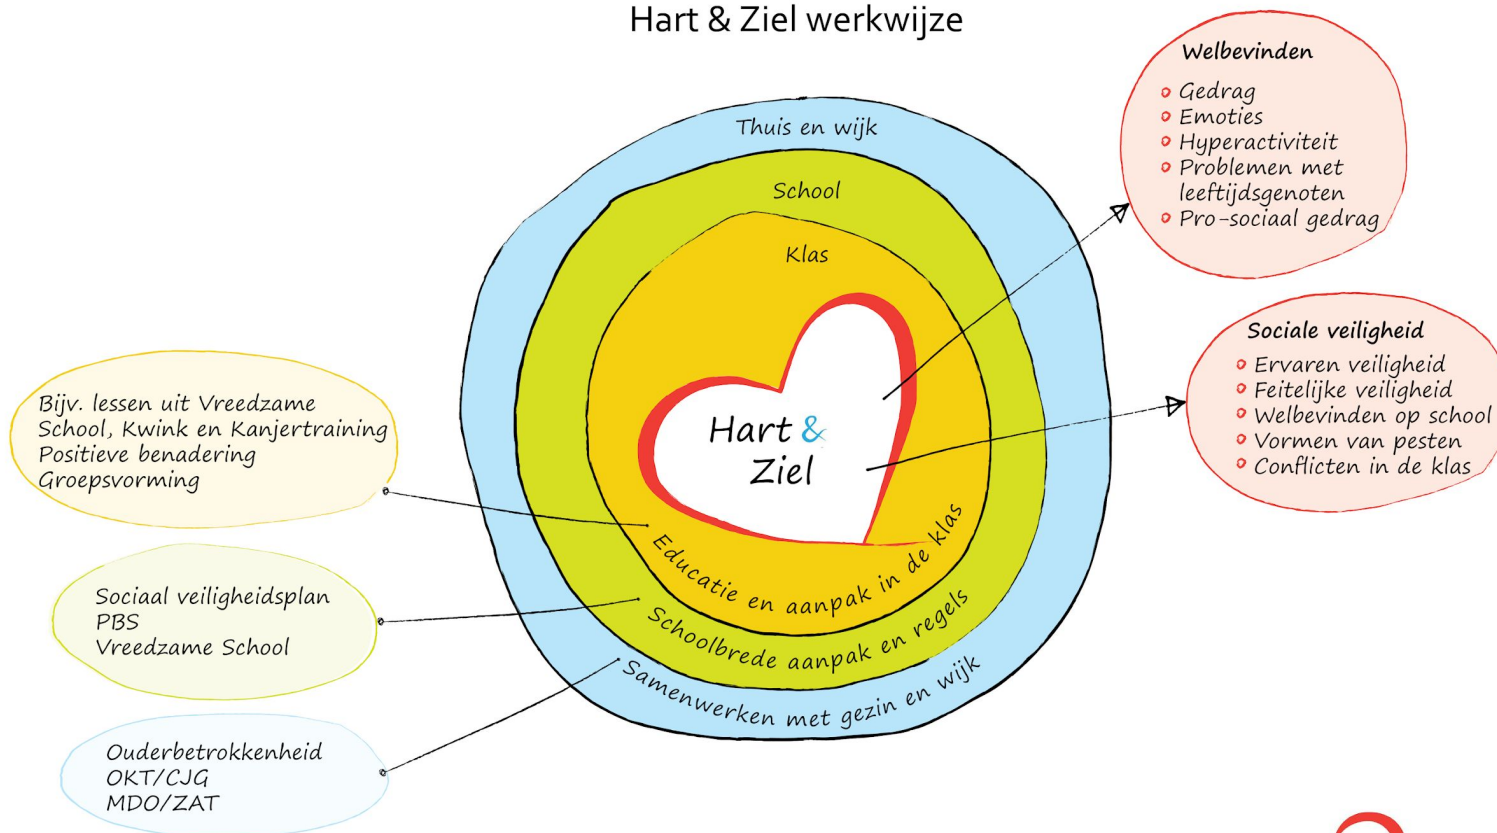 Hart & Ziel werkwijze
Welbevinden
Gedrag
Emoties
Hyperactiviteit
Problemen met
leeftijdsgenoten
Pro-sociaal gedrag
Thuis en wijk
School
Klas
Hart &
Ziel
Educatie en aanpak in de klas
Schoolbrede aanpak en regels
Samenwerken met gezin en wijk
Sociale veiligheid
Ervaren veiligheid
Feitelijke veiligheid
Welbevinden op school
Vormen van pesten
Conflicten in de klas
Bijv. lessen uit Vreedzame
School, Kwink en Kanjertraining
Positieve benadering
Groepsvorming
Sociaal veiligheidsplan
PBS
Vreedzame School
Ouderbetrokkenheid
OKT/CJG
MDO/ZAT